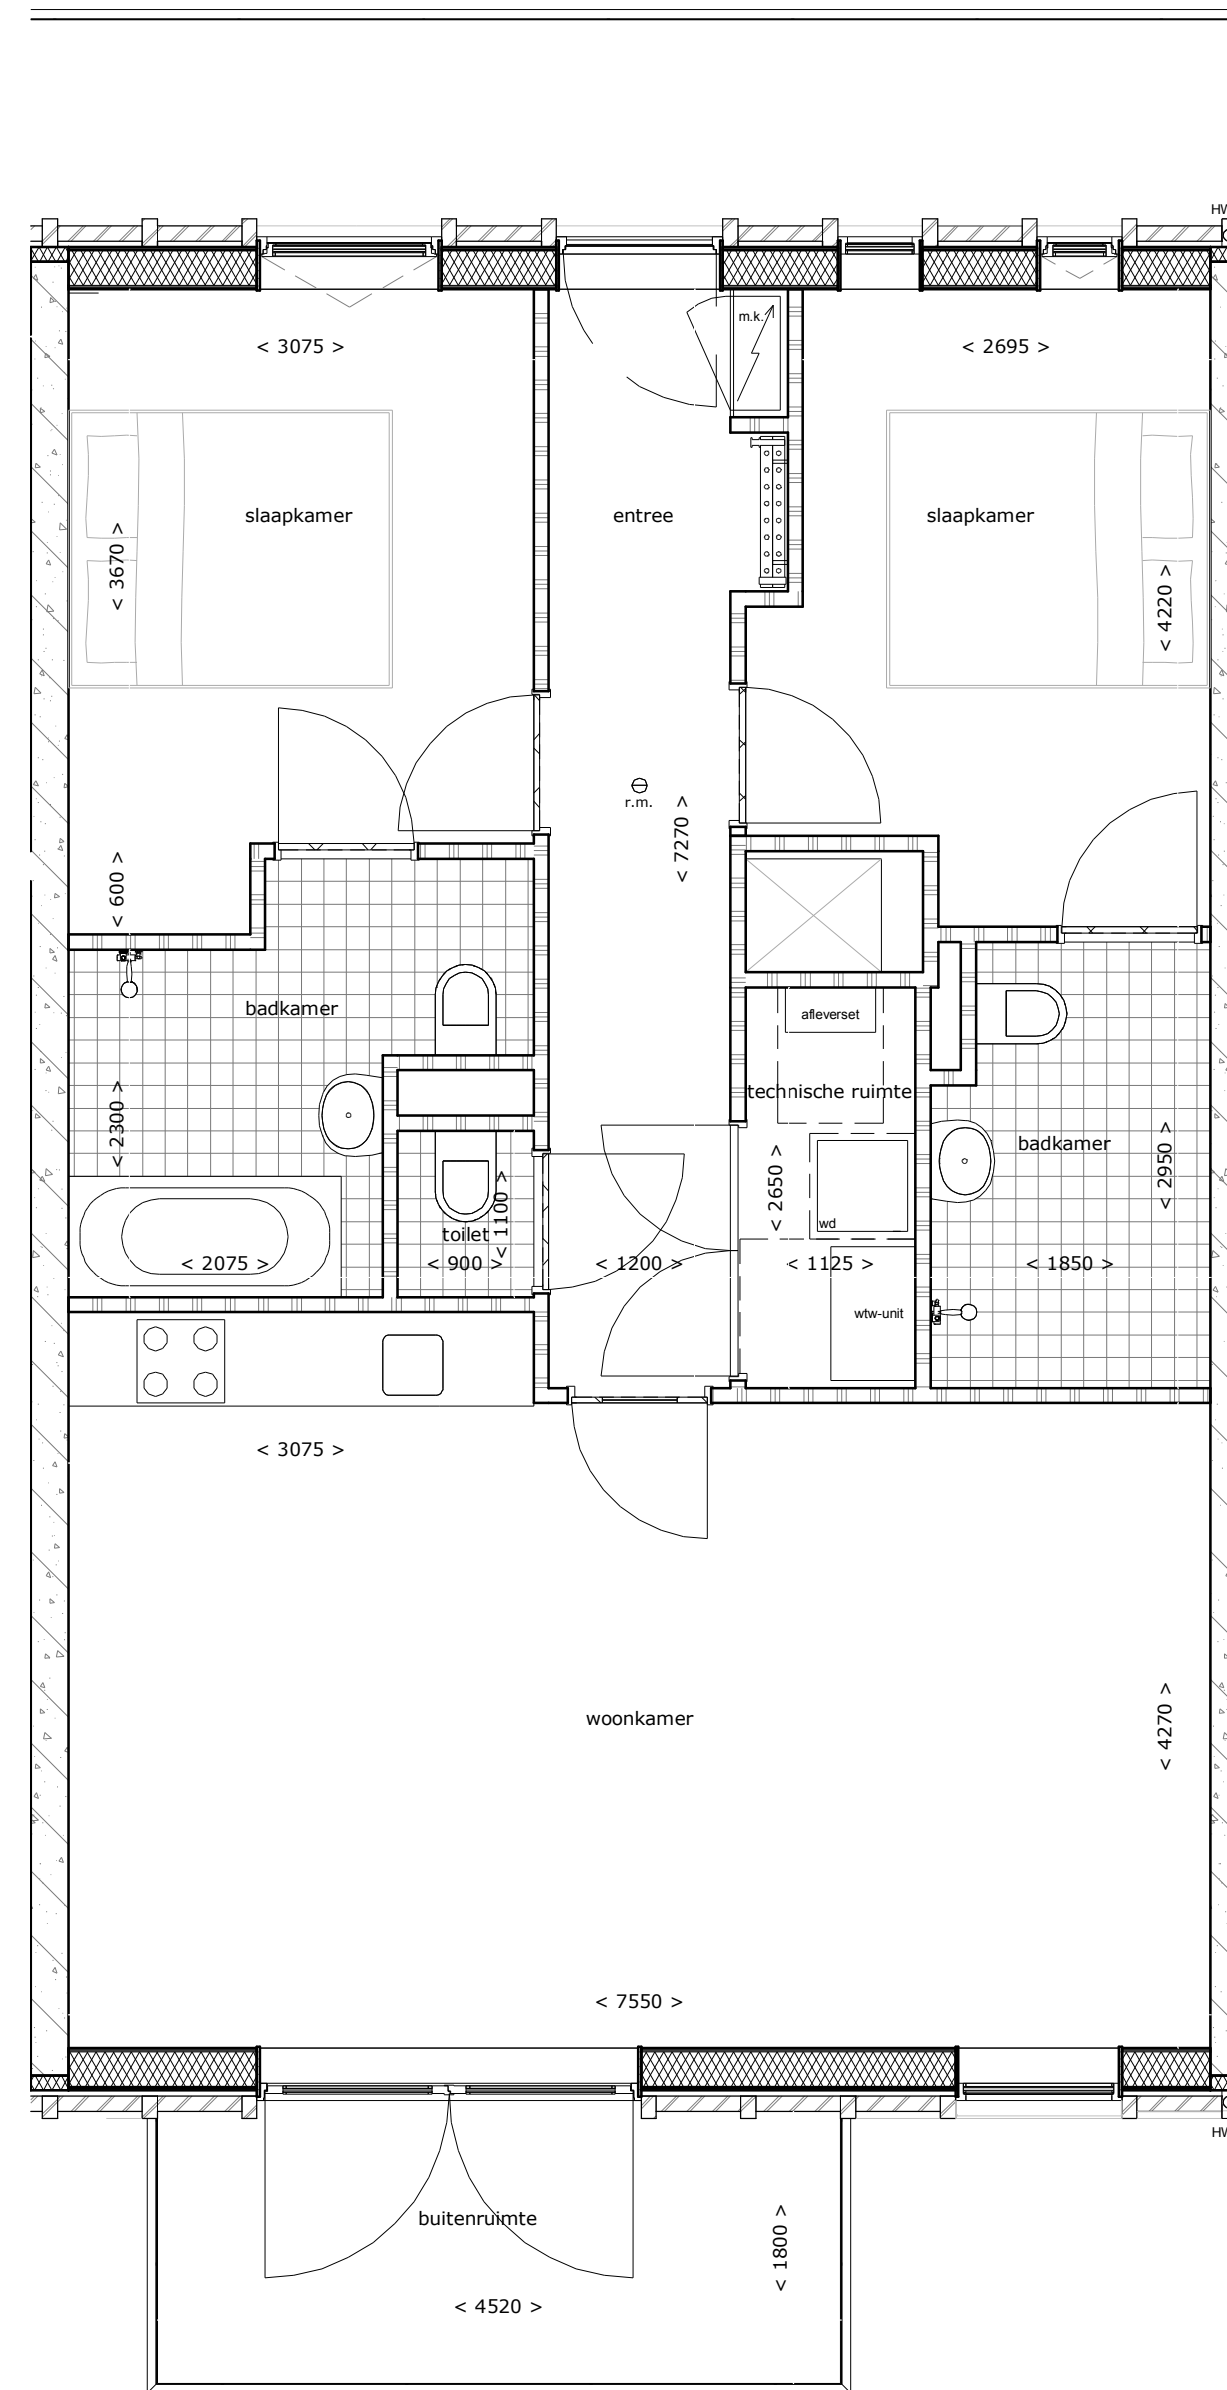 HW
m.k.
< 3075 >
< 2695 >
slaapkamer
entree
slaapkamer
< 3670 >
< 4220 >
r.m.
< 7270 >
< 600 >
badkamer
afleverset
technische ruimte
< 2300 >
badkamer
< 2650 >
< 2950 >
< 1100 >
wd
toilet
< 2075 >
< 900 >
< 1200 >
< 1125 >
< 1850 >
wtw-unit
< 3075 >
woonkamer
< 4270 >
< 7550 >
HW
buitenruimte
< 1800 >
< 4520 >